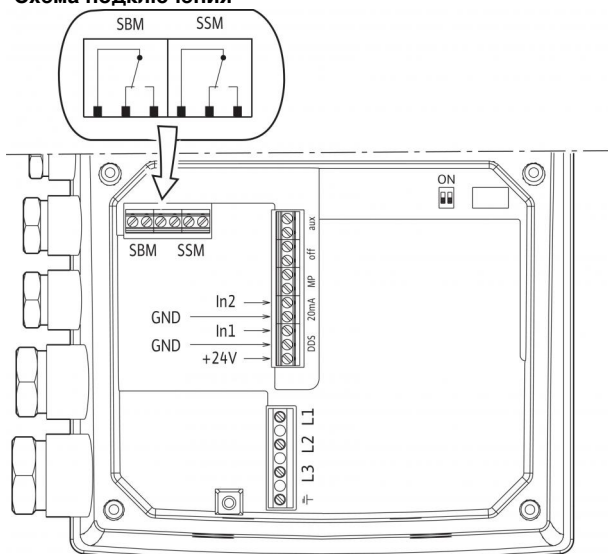 Схема подключения
SBM SSM
ON
SBM SSM
aux
off
MP
20mA
DDS
In2
GND
In1
GND
+24V
L1
L2
L3